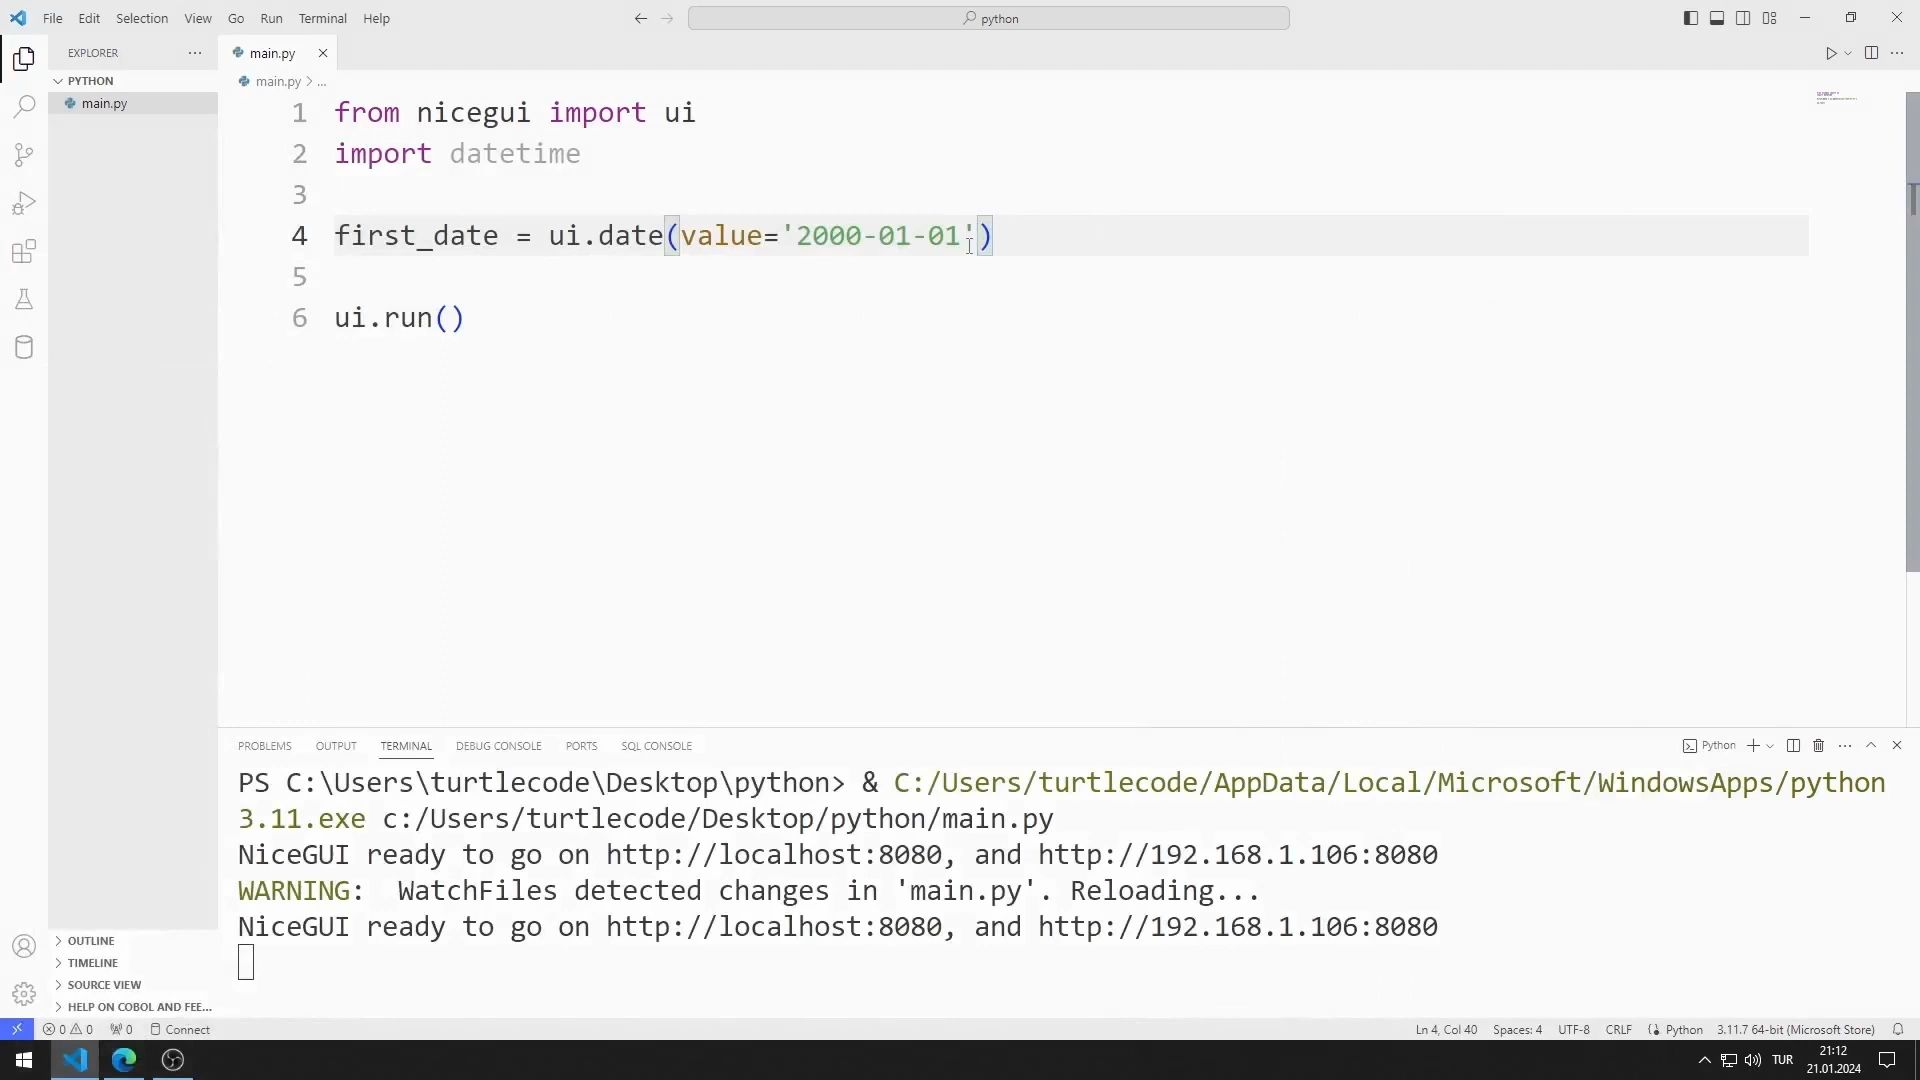 File Edit Selection View Go Run Terminal Help
python
EXPLORER
main.py
PYTHON
main.py
main.py > ...
1 from nicegui import ui
2 import datetime
3
4 first_date = ui.date(value='2000-01-01')
5
6 ui.run()
PROBLEMS OUTPUT TERMINAL DEBUG CONSOLE PORTS SQL CONSOLE
Python
PS C:\Users\turtlecode\Desktop\python> & C:/Users/turtlecode/AppData/Local/Microsoft/WindowsApps/python
3.11.exe c:/Users/turtlecode/Desktop/python/main.py
NiceGUI ready to go on http://localhost:8080, and http://192.168.1.106:8080
WARNING:  WatchFiles detected changes in 'main.py'. Reloading...
NiceGUI ready to go on http://localhost:8080, and http://192.168.1.106:8080
OUTLINE
TIMELINE
SOURCE VIEW
HELP ON COBOL AND FEE...
0 0 0 Connect
Ln 4, Col 40 Spaces: 4 UTF-8 CRLF Python 3.11.7 64-bit (Microsoft Store)
TUR
21:12
21.01.2024